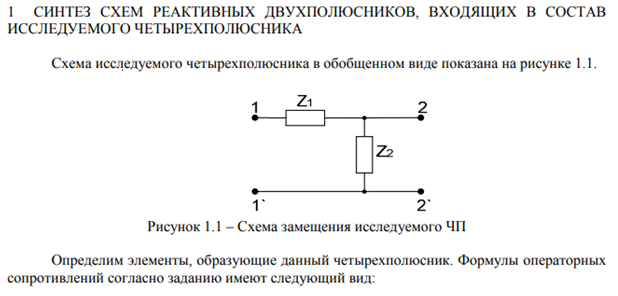 1 СИНТЕЗ СХЕМ РЕАКТИВНЫХ ДВУХПОЛЮСНИКОВ, ВХОДЯЩИХ В СОСТАВ
ИССЛЕДУЕМОГО ЧЕТЫРЕХПОЛЮСНИКА
Схема исследуемого четырехполюсника в обобщенном виде показана на рисунке 1.1.
1 Z1 2
Z2
1` 2`
Рисунок 1.1 – Схема замещения исследуемого ЧП
Определим элементы, образующие данный четырехполюсник. Формулы операторных
сопротивлений согласно заданию имеют следующий вид: